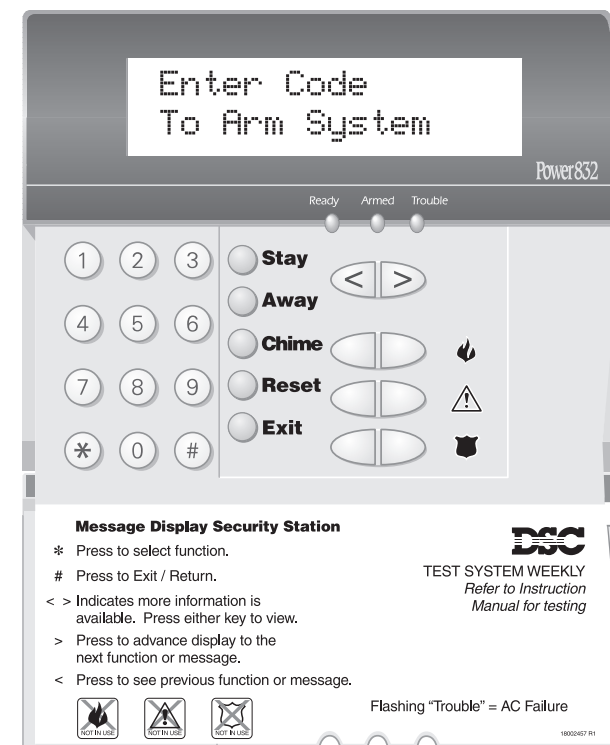 Enter Code
To Arm System
Power832
Ready Armed Trouble
1 2 3
4 5 6
7 8 9
* 0 #
Stay
Away
Chime
Reset
Exit
< >
Message Display Security Station
* Press to select function.
# Press to Exit / Return.
< > Indicates more information is
available. Press either key to view.
> Press to advance display to the
next function or message.
< Press to see previous function or message.
NOT IN USE NOT IN USE NOT IN USE
DSC
TEST SYSTEM WEEKLY
Refer to Instruction
Manual for testing
Flashing “Trouble” = AC Failure
18002457 R1